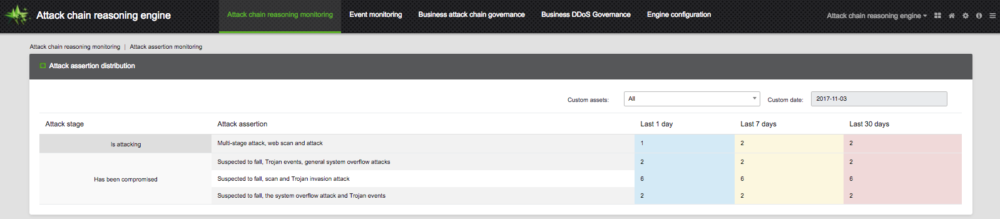 Attack chain reasoning engine Attack chain reasoning monitoring Event monitoring Business attack chain governance Business DDoS Governance Engine configuration Attack chain reasoning engine
Attack chain reasoning monitoring | Attack assertion monitoring
Attack assertion distribution
Custom assets: All Custom date: 2017-11-03
Attack stage Attack assertion Last 1 day Last 7 days Last 30 days
Is attacking Multi-stage attack, web scan and attack 1 2 2
Suspected to fall, Trojan events, general system overflow attacks 2 2 2
Has been compromised Suspected to fall, scan and Trojan invasion attack 6 6 6
Suspected to fall, the system overflow attack and Trojan events 2 2 2